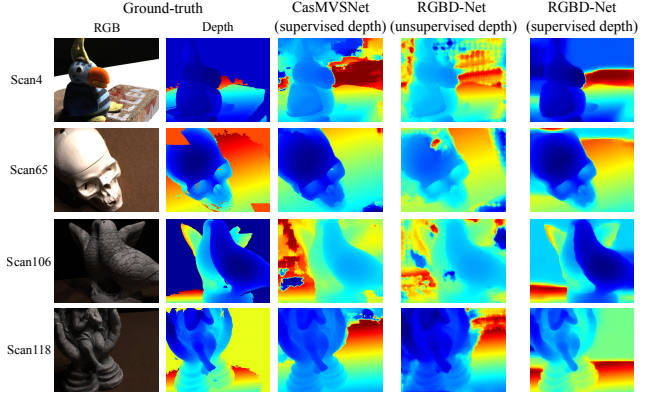 Ground-truth
CasMVSNet
(supervised depth)
RGBD-Net
(unsupervised depth)
RGBD-Net
(supervised depth)
RGB
Depth
Scan4
Scan65
Scan106
Scan118